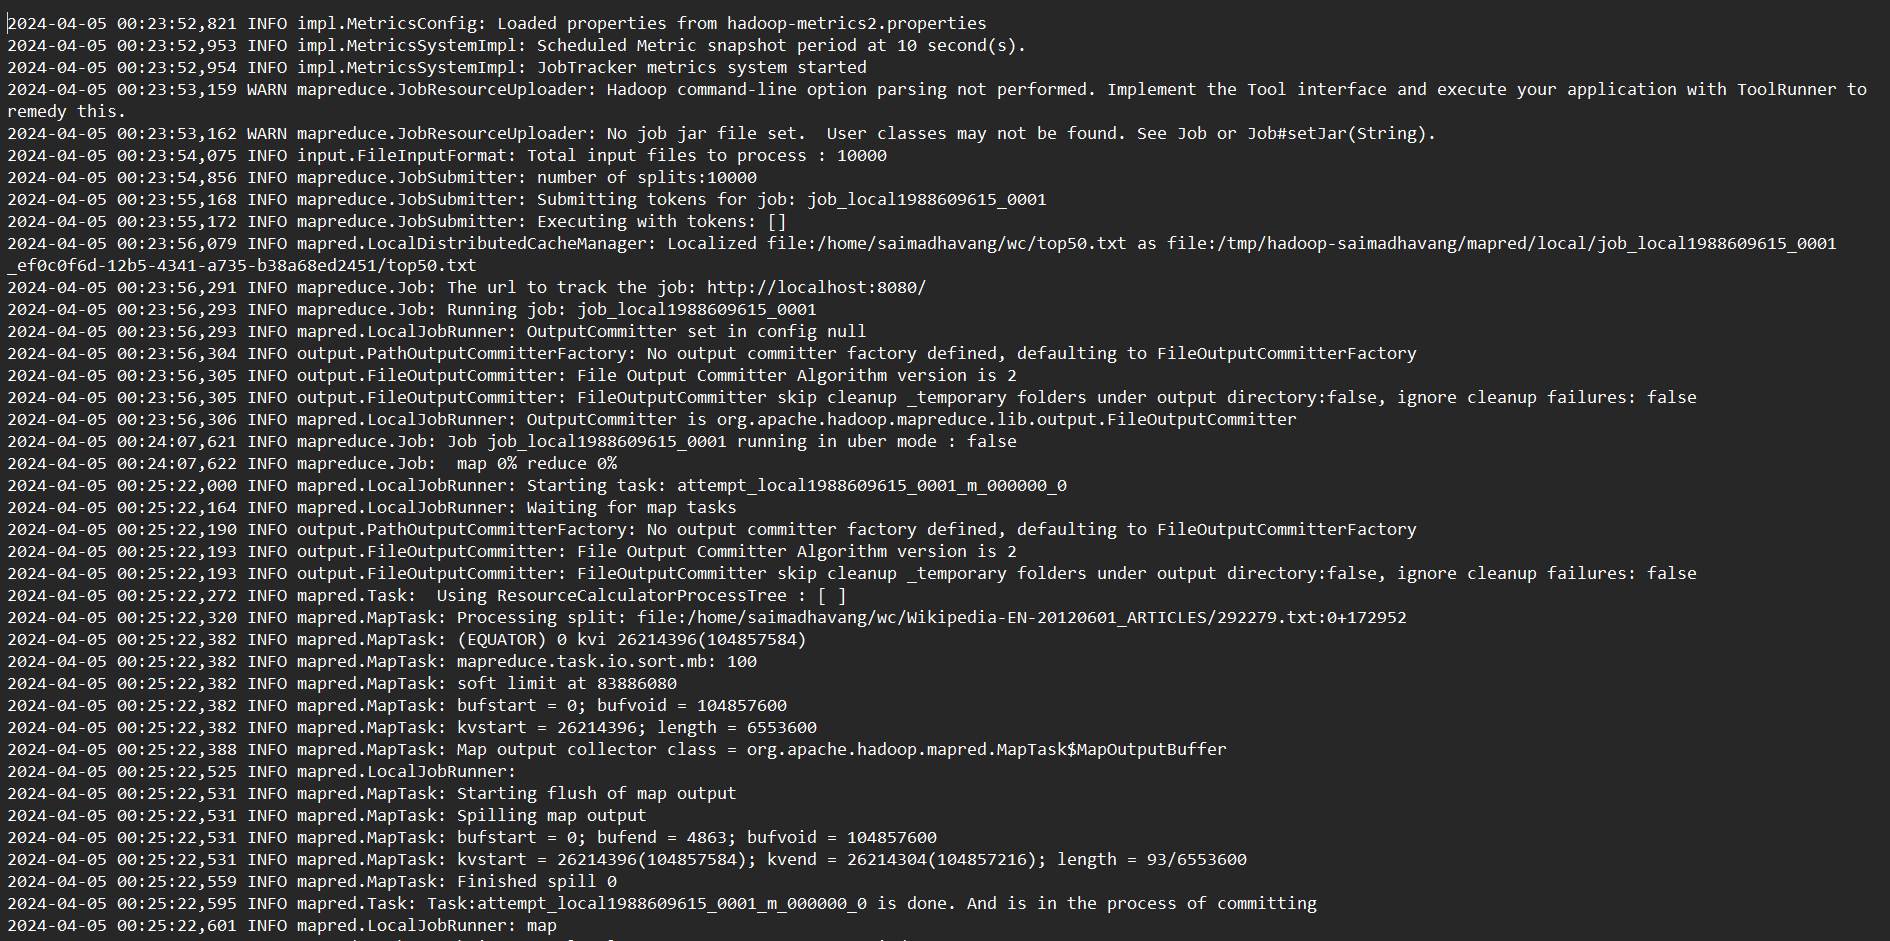 2024-04-05 00:23:52,821 INFO impl.MetricsConfig: Loaded properties from hadoop-metrics2.properties
2024-04-05 00:23:52,953 INFO impl.MetricsSystemImpl: Scheduled Metric snapshot period at 10 second(s).
2024-04-05 00:23:52,954 INFO impl.MetricsSystemImpl: JobTracker metrics system started
2024-04-05 00:23:53,159 WARN mapreduce.JobResourceUploader: Hadoop command-line option parsing not performed. Implement the Tool interface and execute your application with ToolRunner to
remedy this.
2024-04-05 00:23:53,162 WARN mapreduce.JobResourceUploader: No job jar file set.  User classes may not be found. See Job or Job#setJar(String).
2024-04-05 00:23:54,075 INFO input.FileInputFormat: Total input files to process : 10000
2024-04-05 00:23:54,856 INFO mapreduce.JobSubmitter: number of splits:10000
2024-04-05 00:23:55,168 INFO mapreduce.JobSubmitter: Submitting tokens for job: job_local1988609615_0001
2024-04-05 00:23:55,172 INFO mapreduce.JobSubmitter: Executing with tokens: []
2024-04-05 00:23:56,079 INFO mapred.LocalDistributedCacheManager: Localized file:/home/saimadhavang/wc/top50.txt as file:/tmp/hadoop-saimadhavang/mapred/local/job_local1988609615_0001
_ef0c0f6d-12b5-4341-a735-b38a68ed2451/top50.txt
2024-04-05 00:23:56,291 INFO mapreduce.Job: The url to track the job: http://localhost:8080/
2024-04-05 00:23:56,293 INFO mapreduce.Job: Running job: job_local1988609615_0001
2024-04-05 00:23:56,293 INFO mapred.LocalJobRunner: OutputCommitter set in config null
2024-04-05 00:23:56,304 INFO output.PathOutputCommitterFactory: No output committer factory defined, defaulting to FileOutputCommitterFactory
2024-04-05 00:23:56,305 INFO output.FileOutputCommitter: File Output Committer Algorithm version is 2
2024-04-05 00:23:56,305 INFO output.FileOutputCommitter: FileOutputCommitter skip cleanup _temporary folders under output directory:false, ignore cleanup failures: false
2024-04-05 00:23:56,306 INFO mapred.LocalJobRunner: OutputCommitter is org.apache.hadoop.mapreduce.lib.output.FileOutputCommitter
2024-04-05 00:24:07,621 INFO mapreduce.Job: Job job_local1988609615_0001 running in uber mode : false
2024-04-05 00:24:07,622 INFO mapreduce.Job:  map 0% reduce 0%
2024-04-05 00:25:22,000 INFO mapred.LocalJobRunner: Starting task: attempt_local1988609615_0001_m_000000_0
2024-04-05 00:25:22,164 INFO mapred.LocalJobRunner: Waiting for map tasks
2024-04-05 00:25:22,190 INFO output.PathOutputCommitterFactory: No output committer factory defined, defaulting to FileOutputCommitterFactory
2024-04-05 00:25:22,193 INFO output.FileOutputCommitter: File Output Committer Algorithm version is 2
2024-04-05 00:25:22,193 INFO output.FileOutputCommitter: FileOutputCommitter skip cleanup _temporary folders under output directory:false, ignore cleanup failures: false
2024-04-05 00:25:22,272 INFO mapred.Task:  Using ResourceCalculatorProcessTree : [ ]
2024-04-05 00:25:22,320 INFO mapred.MapTask: Processing split: file:/home/saimadhavang/wc/Wikipedia-EN-20120601_ARTICLES/292279.txt:0+172952
2024-04-05 00:25:22,382 INFO mapred.MapTask: (EQUATOR) 0 kvi 26214396(104857584)
2024-04-05 00:25:22,382 INFO mapred.MapTask: mapreduce.task.io.sort.mb: 100
2024-04-05 00:25:22,382 INFO mapred.MapTask: soft limit at 83886080
2024-04-05 00:25:22,382 INFO mapred.MapTask: bufstart = 0; bufvoid = 104857600
2024-04-05 00:25:22,382 INFO mapred.MapTask: kvstart = 26214396; length = 6553600
2024-04-05 00:25:22,388 INFO mapred.MapTask: Map output collector class = org.apache.hadoop.mapred.MapTask$MapOutputBuffer
2024-04-05 00:25:22,525 INFO mapred.LocalJobRunner:
2024-04-05 00:25:22,531 INFO mapred.MapTask: Starting flush of map output
2024-04-05 00:25:22,531 INFO mapred.MapTask: Spilling map output
2024-04-05 00:25:22,531 INFO mapred.MapTask: bufstart = 0; bufend = 4863; bufvoid = 104857600
2024-04-05 00:25:22,531 INFO mapred.MapTask: kvstart = 26214396(104857584); kvend = 26214304(104857216); length = 93/6553600
2024-04-05 00:25:22,559 INFO mapred.MapTask: Finished spill 0
2024-04-05 00:25:22,595 INFO mapred.Task: Task:attempt_local1988609615_0001_m_000000_0 is done. And is in the process of committing
2024-04-05 00:25:22,601 INFO mapred.LocalJobRunner: map